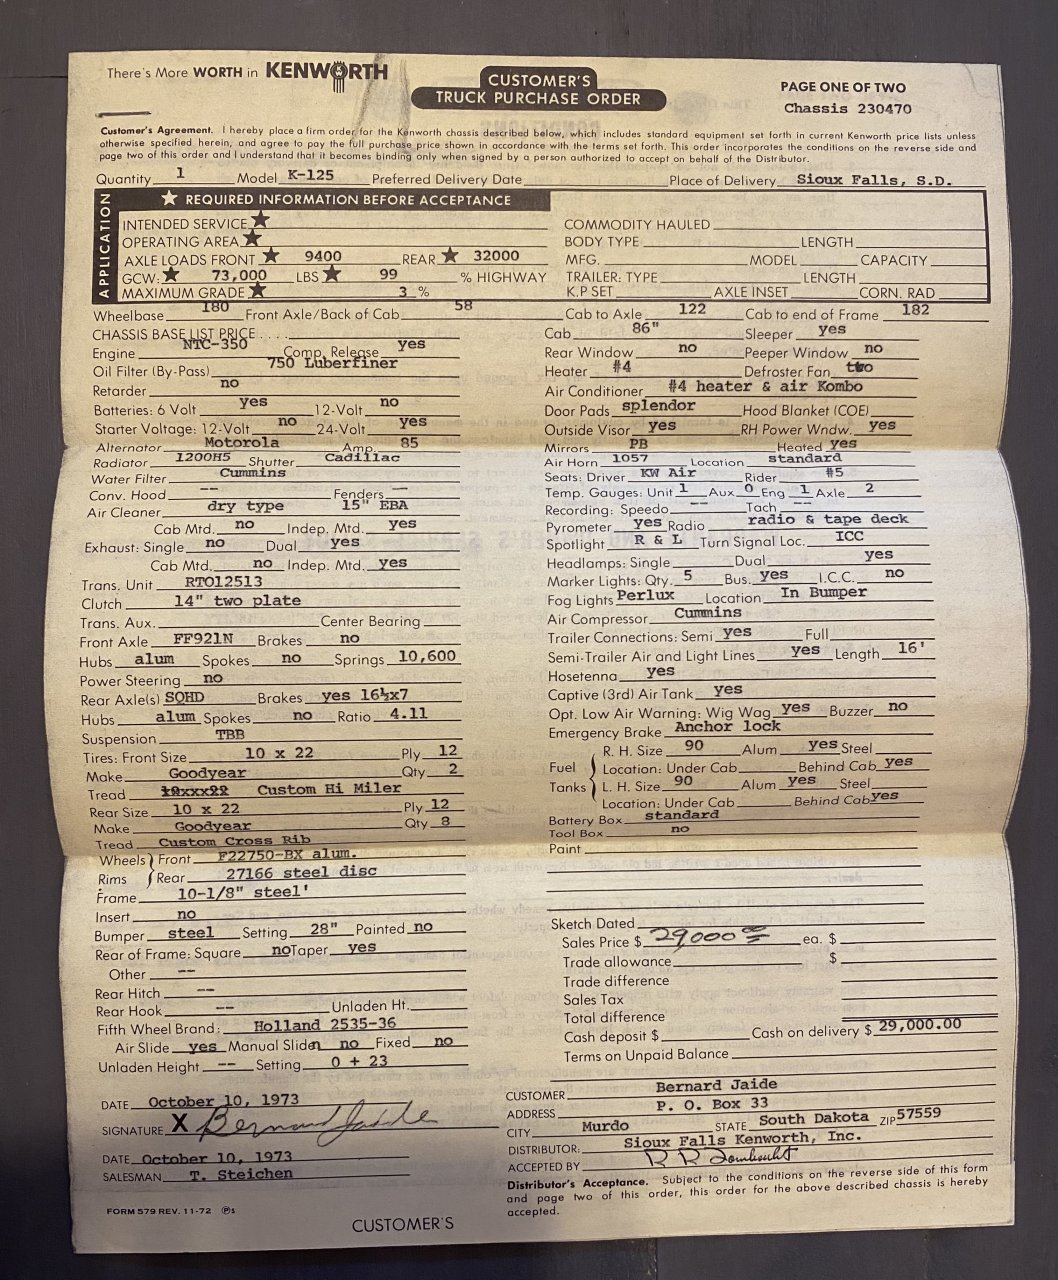 There's More WORTH in KENWORTH
CUSTOMER'S
TRUCK PURCHASE ORDER
PAGE ONE OF TWO
Chassis 230470
Customer's Agreement. I hereby place a firm order for the Kenworth chassis described below, which includes standard equipment set forth in current Kenworth price lists unless
otherwise specified herein, and agree to pay the full purchase price shown in accordance with the terms set forth. This order incorporates the conditions on the reverse side and
page two of this order and I understand that it becomes binding only when signed by a person authorized to accept on behalf of the Distributor.
Quantity 1 Model K-125 Preferred Delivery Date Place of Delivery Sioux Falls, S.D.
APPLICATION
★ REQUIRED INFORMATION BEFORE ACCEPTANCE
INTENDED SERVICE ★
OPERATING AREA ★
AXLE LOADS FRONT ★ 9400 REAR ★ 32000
GCW: ★ 73,000 LBS ★ 99 % HIGHWAY
MAXIMUM GRADE ★ 3 %
COMMODITY HAULED
BODY TYPE LENGTH
MFG. MODEL CAPACITY
TRAILER: TYPE LENGTH
K.P SET AXLE INSET CORN. RAD
Wheelbase 180 Front Axle/Back of Cab 58 Cab to Axle 122 Cab to end of Frame 182
CHASSIS BASE LIST PRICE . . . .
Engine NTC-350 Comp. Release yes
Oil Filter (By-Pass) 750 Luberfiner
Retarder no
Batteries: 6 Volt yes 12-Volt no
Starter Voltage: 12-Volt no 24-Volt yes
Alternator Motorola Amp. 85
Radiator 1200H5 Shutter Cadillac
Water Filter Cummins
Conv. Hood -- Fenders --
Air Cleaner dry type 15" EBA
Cab Mtd. no Indep. Mtd. yes
Exhaust: Single no Dual yes
Cab Mtd. no Indep. Mtd. yes
Trans. Unit RTO12513
Clutch 14" two plate
Trans. Aux. Center Bearing
Front Axle FF921N Brakes no
Hubs alum Spokes no Springs 10,600
Power Steering no
Rear Axle(s) SQHD Brakes yes 16½x7
Hubs alum Spokes no Ratio 4.11
Suspension TBB
Tires: Front Size 10 x 22 Ply 12
Make Goodyear Qty 2
Tread 10xxx22 Custom Hi Miler
Rear Size 10 x 22 Ply 12
Make Goodyear Qty 8
Tread Custom Cross Rib
Wheels Front F22750-BX alum.
Rims Rear 27166 steel disc
Frame 10-1/8" steel'
Insert no
Bumper steel Setting 28" Painted no
Rear of Frame: Square no Taper yes
Other --
Rear Hitch --
Rear Hook -- Unladen Ht.
Fifth Wheel Brand: Holland 2535-36
Air Slide yes Manual Sliden no Fixed no
Unladen Height -- Setting 0 + 23
DATE October 10, 1973
SIGNATURE X Bernard Jaide
DATE October 10, 1973
SALESMAN T. Steichen
FORM 579 REV. 11-72
Cab 86" Sleeper yes
Rear Window no Peeper Window no
Heater #4 Defroster Fan two
Air Conditioner #4 heater & air Kombo
Door Pads splendor Hood Blanket (COE)
Outside Visor yes RH Power Wndw. yes
Mirrors PB Heated yes
Air Horn 1057 Location standard
Seats: Driver KW Air Rider #5
Temp. Gauges: Unit 1 Aux 0 Eng 1 Axle 2
Recording: Speedo -- Tach --
Pyrometer yes Radio radio & tape deck
Spotlight R & L Turn Signal Loc. ICC
Headlamps: Single Dual yes
Marker Lights: Qty. 5 Bus. yes I.C.C. no
Fog Lights Perlux Location In Bumper
Air Compressor Cummins
Trailer Connections: Semi yes Full
Semi-Trailer Air and Light Lines yes Length 16'
Hosetenna yes
Captive (3rd) Air Tank yes
Opt. Low Air Warning: Wig Wag yes Buzzer no
Emergency Brake Anchor lock
Fuel Tanks
R. H. Size 90 Alum yes Steel
Location: Under Cab Behind Cab yes
L. H. Size 90 Alum yes Steel
Location: Under Cab Behind Cab yes
Battery Box standard
Tool Box no
Paint
Sketch Dated
Sales Price $ 29,000 00 ea. $
Trade allowance $
Trade difference
Sales Tax
Total difference
Cash deposit $ Cash on delivery $ 29,000.00
Terms on Unpaid Balance
CUSTOMER Bernard Jaide
ADDRESS P. O. Box 33
CITY Murdo STATE South Dakota ZIP 57559
DISTRIBUTOR: Sioux Falls Kenworth, Inc.
ACCEPTED BY
Distributor's Acceptance. Subject to the conditions on the reverse side of this form
and page two of this order, this order for the above described chassis is hereby
accepted.
CUSTOMER'S